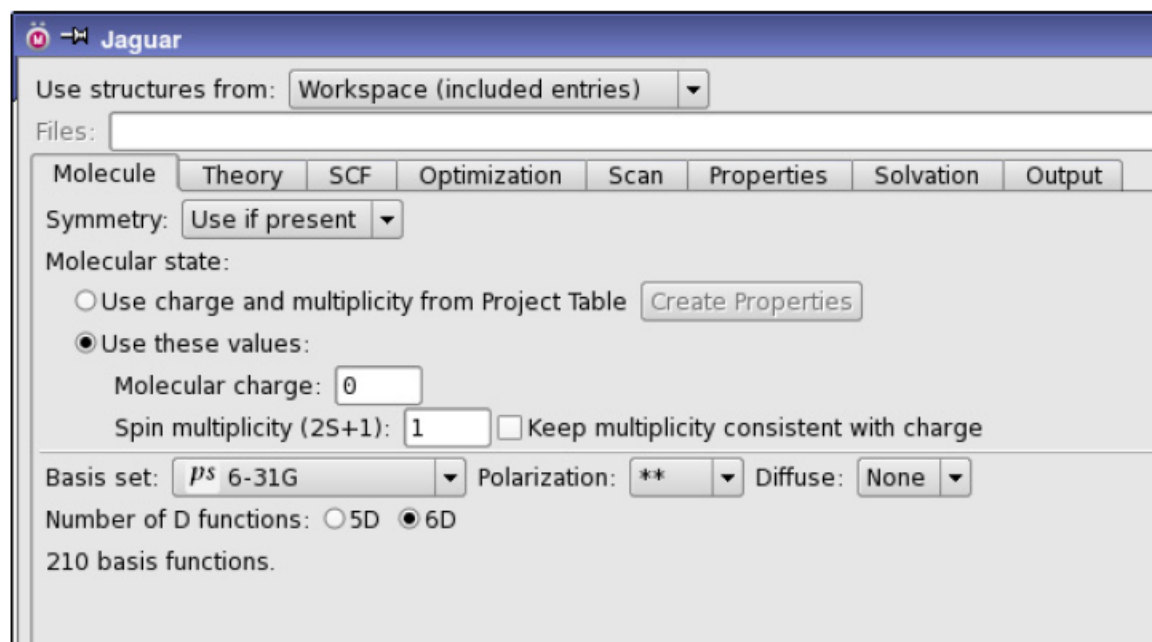 Jaguar
Use structures from: Workspace (included entries)
Files:
Molecule Theory SCF Optimization Scan Properties Solvation Output
Symmetry: Use if present
Molecular state:
Use charge and multiplicity from Project Table Create Properties
Use these values:
Molecular charge: 0
Spin multiplicity (2S+1): 1 Keep multiplicity consistent with charge
Basis set: ps 6-31G Polarization: ** Diffuse: None
Number of D functions: 5D 6D
210 basis functions.